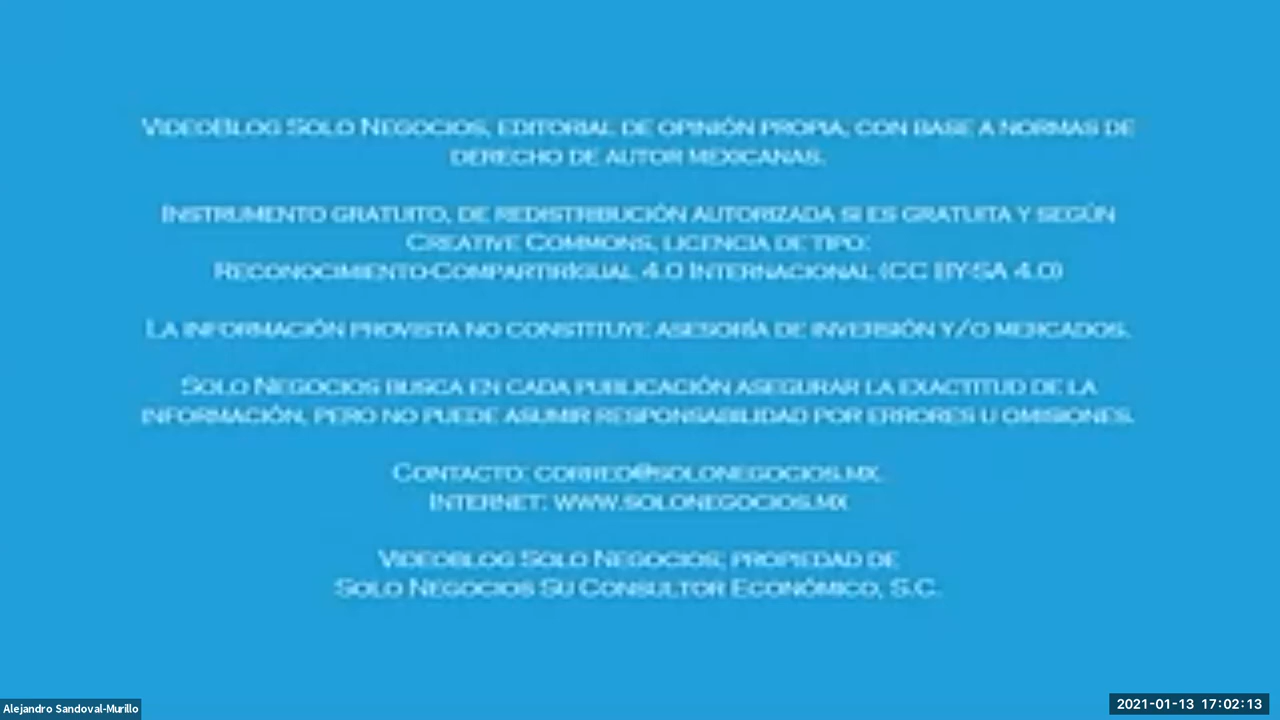 VideoBlog Solo Negocios, editorial de opinión propia, con base a normas de
derecho de autor mexicanas.
Instrumento gratuito, de redistribución autorizada si es gratuita y según
Creative Commons, licencia de tipo:
Reconocimiento-CompartirIgual 4.0 Internacional (CC BY-SA 4.0)
La información provista no constituye asesoría de inversión y/o mercados.
Solo Negocios busca en cada publicación asegurar la exactitud de la
información, pero no puede asumir responsabilidad por errores u omisiones.
Contacto: correo@solonegocios.mx.
Internet: www.solonegocios.mx
Videoblog Solo Negocios; propiedad de
Solo Negocios Su Consultor Económico, S.C.
Alejandro Sandoval-Murillo
2021-01-13 17:02:13